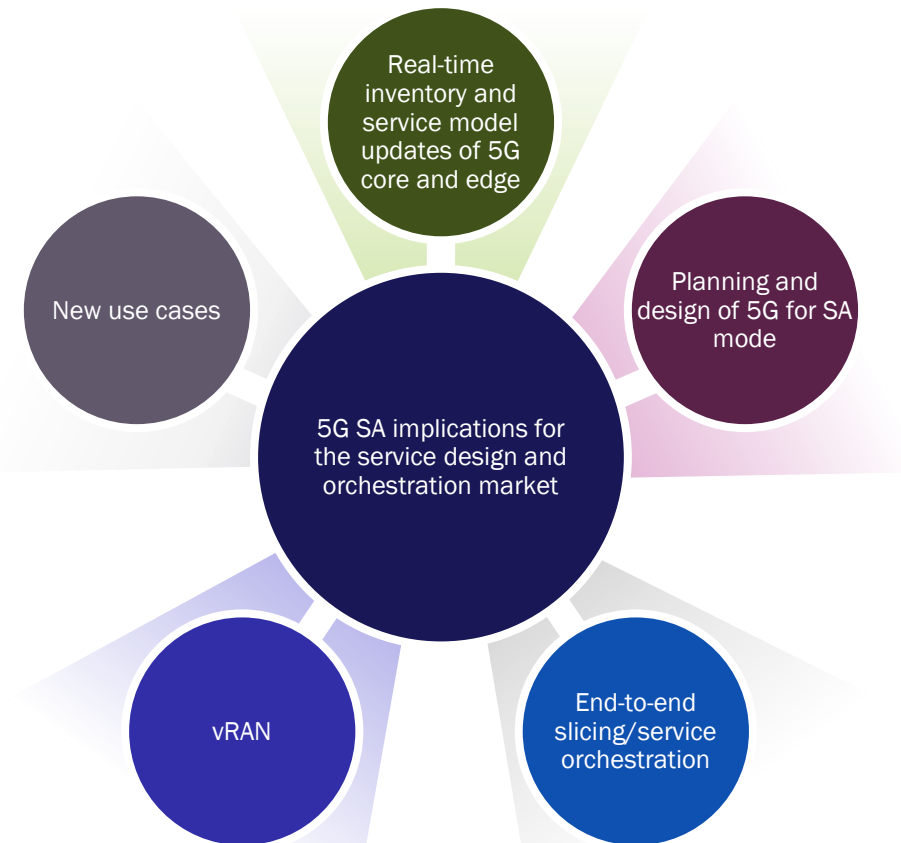 Real-time
inventory and
service model
updates of 5G
core and edge
New use cases
Planning and
design of 5G for SA
mode
5G SA implications for
the service design and
orchestration market
vRAN
End-to-end
slicing/service
orchestration